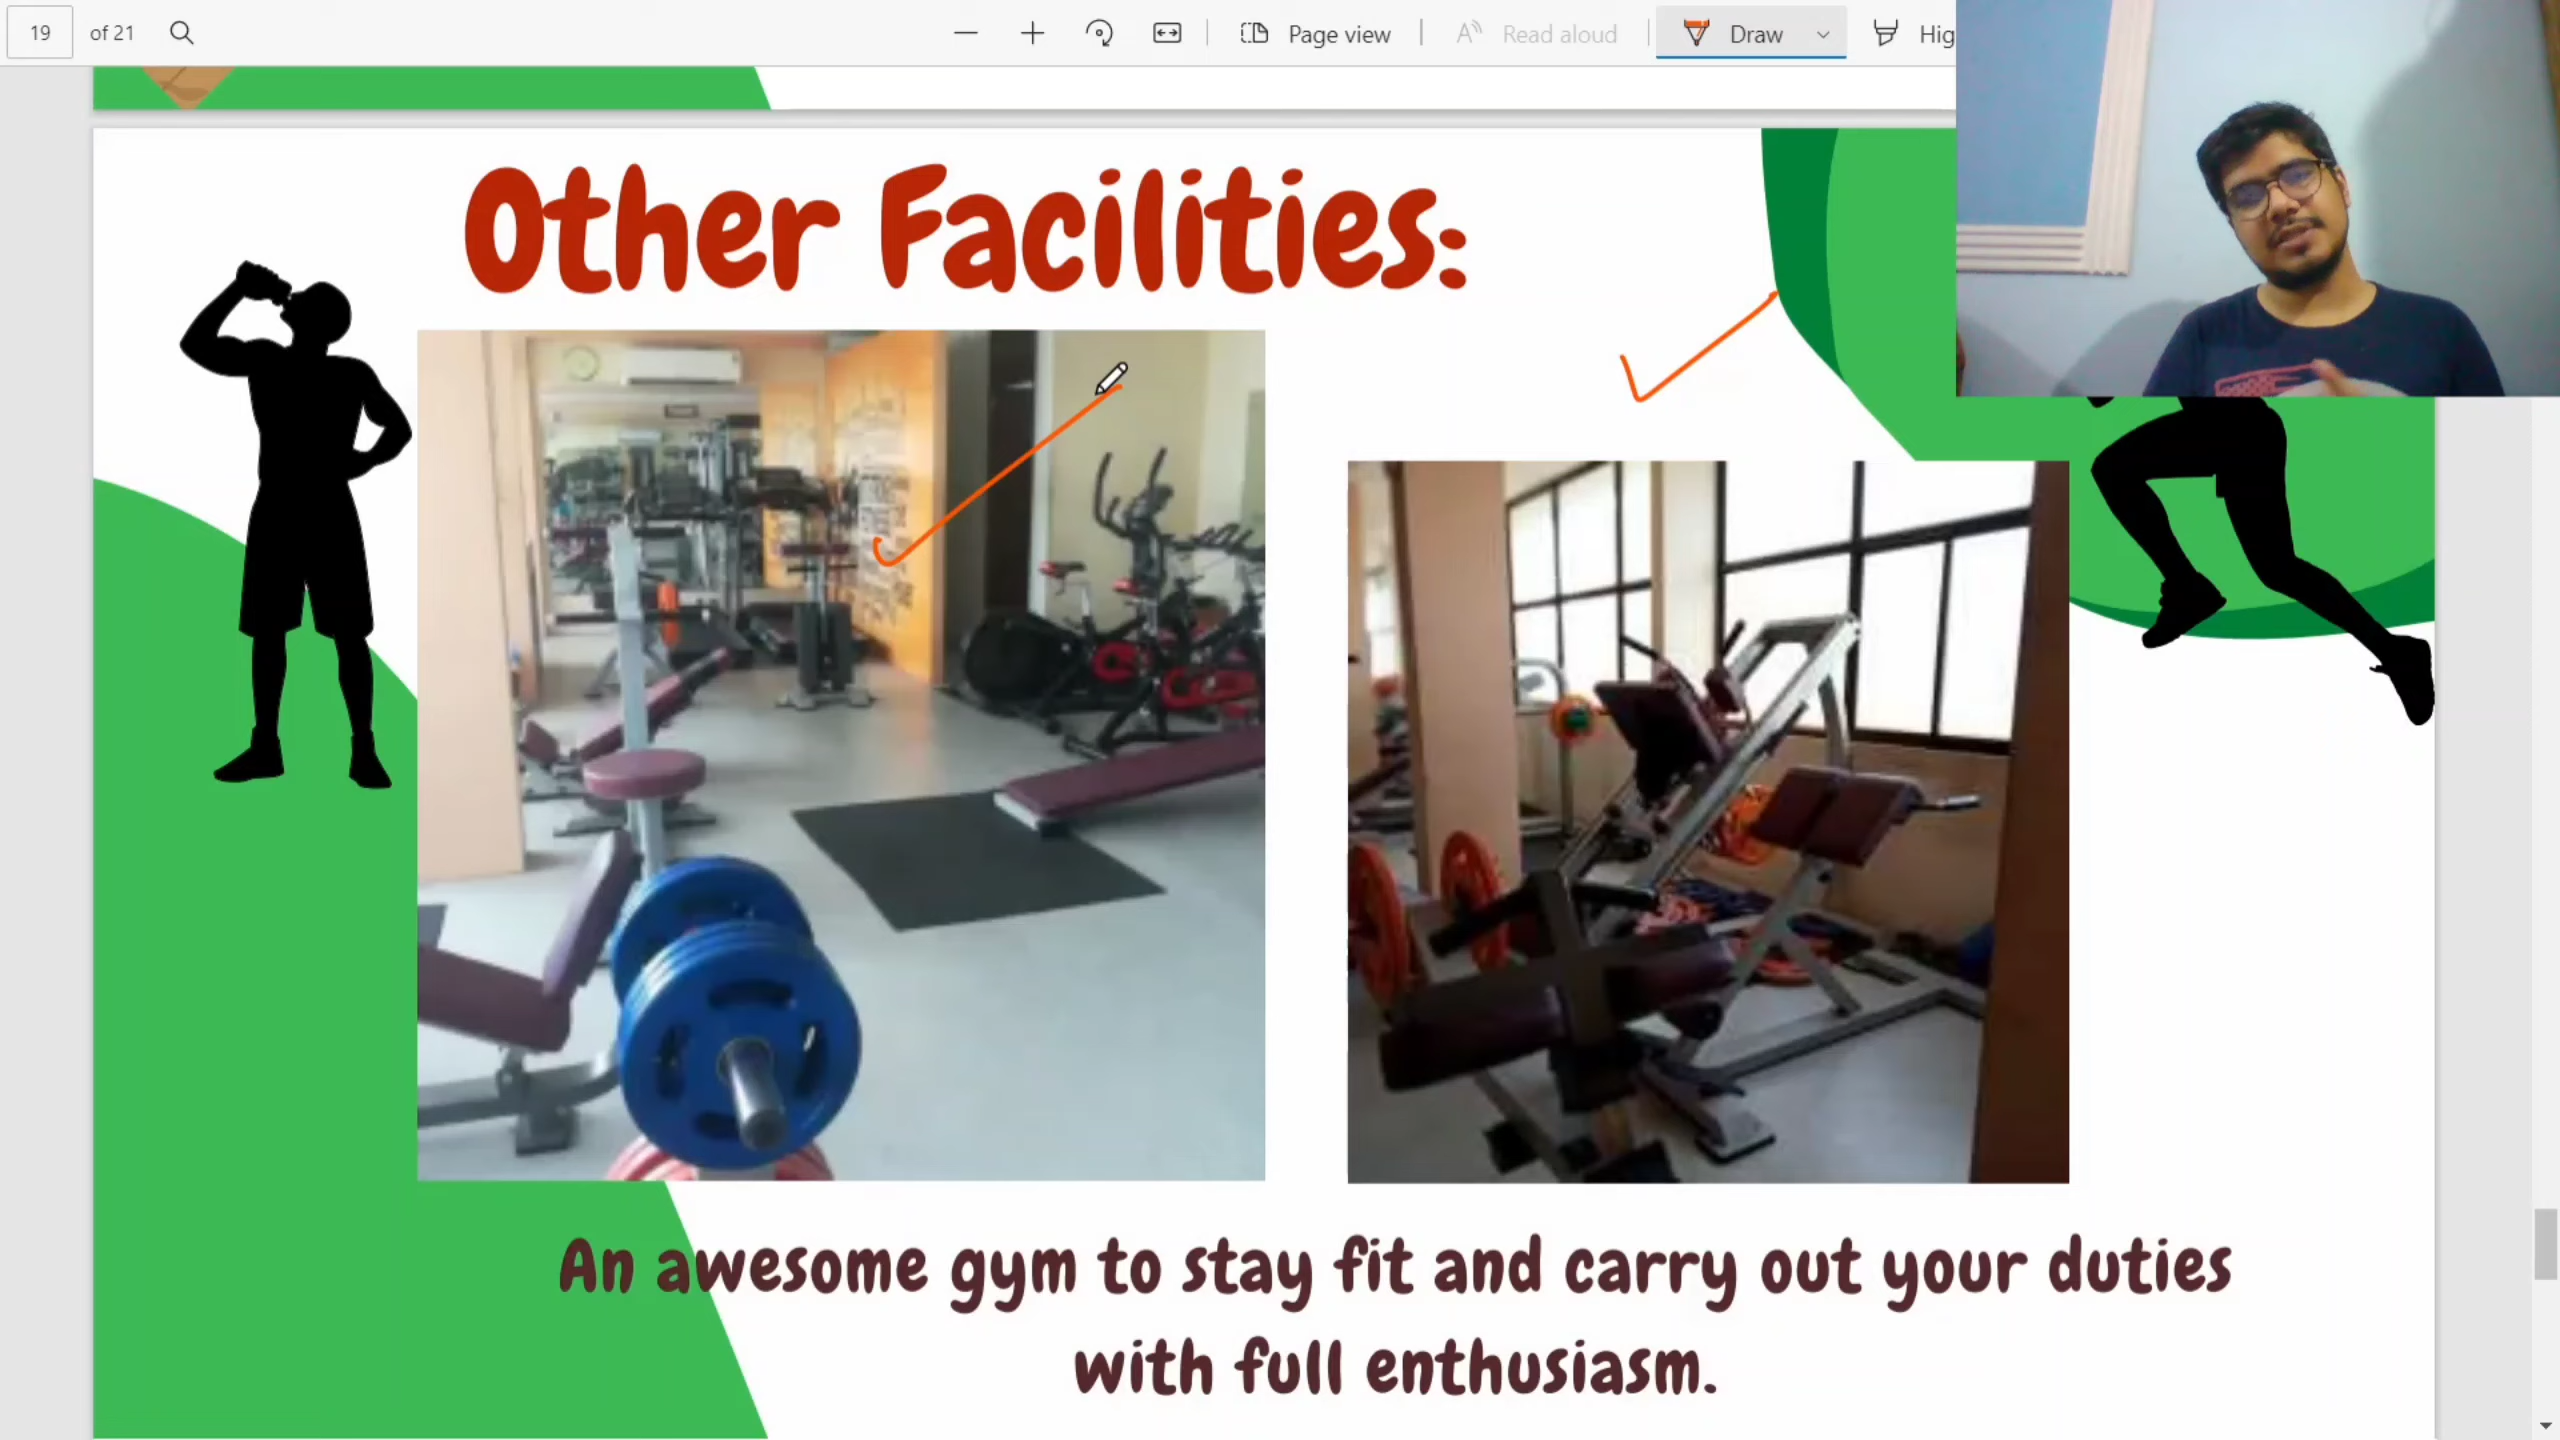 19 of 21 Page view Read aloud Draw
Other Facilities:
An awesome gym to stay fit and carry out your duties
with full enthusiasm.